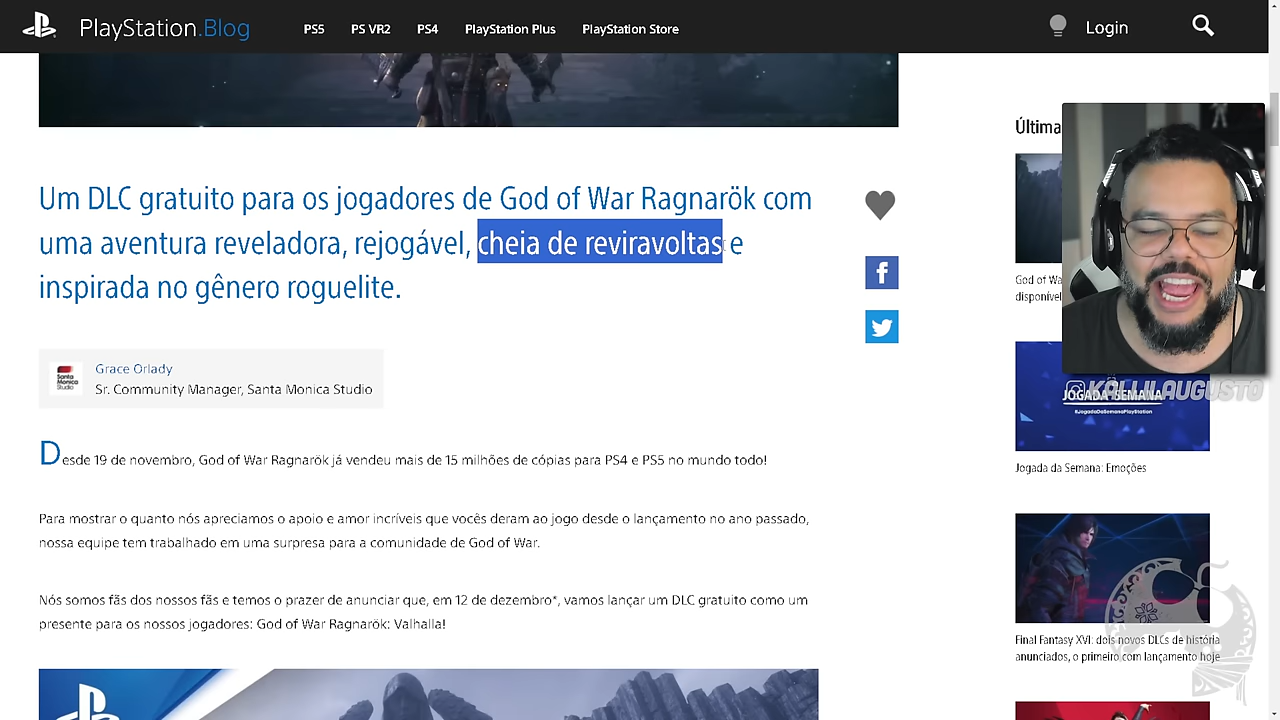 PlayStation.Blog
PS5
PS VR2
PS4
PlayStation Plus
PlayStation Store
Login
Um DLC gratuito para os jogadores de God of War Ragnarök com
uma aventura reveladora, rejogável, cheia de reviravoltas e
inspirada no gênero roguelite.
Santa
Monica
Studio
Grace Orlady
Sr. Community Manager, Santa Monica Studio
Desde 19 de novembro, God of War Ragnarök já vendeu mais de 15 milhões de cópias para PS4 e PS5 no mundo todo!
Para mostrar o quanto nós apreciamos o apoio e amor incríveis que vocês deram ao jogo desde o lançamento no ano passado,
nossa equipe tem trabalhado em uma surpresa para a comunidade de God of War.
Nós somos fãs dos nossos fãs e temos o prazer de anunciar que, em 12 de dezembro*, vamos lançar um DLC gratuito como um
presente para os nossos jogadores: God of War Ragnarök: Valhalla!
Última
God of Wa
disponível
KALLILAUGUSTO
JOGADA SEMANA
#JogadaDaSemanaPlayStation
Jogada da Semana: Emoções
Final Fantasy XVI: dois novos DLCs de história
anunciados, o primeiro com lançamento hoje